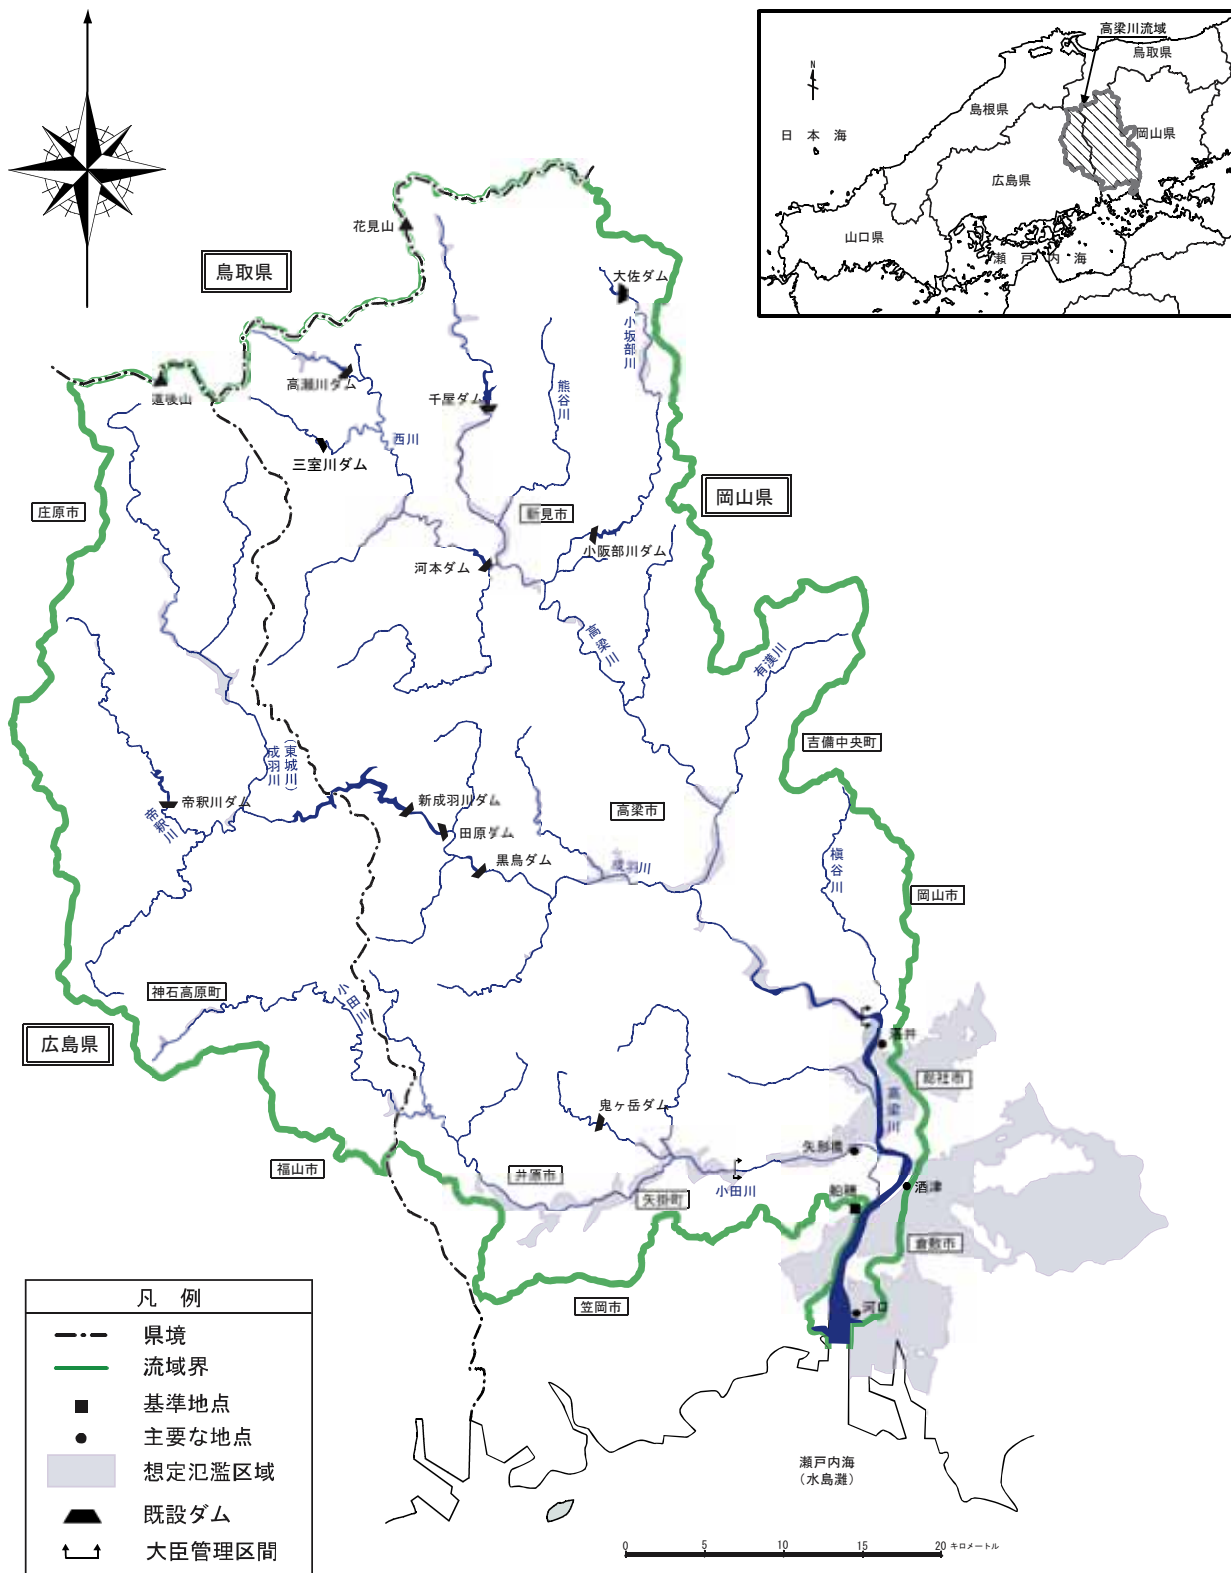 高梁川流域
鳥取県
N
島根県
日本海
岡山県
広島県
山口県
瀬戸内海
花見山
鳥取県
大佐ダム
小坂部川
高瀬川ダム
道後山
千屋ダム
熊谷川
西川
三室川ダム
岡山県
庄原市
新見市
小阪部川ダム
河本ダム
高梁川
有漢川
吉備中央町
成羽川
(東城川)
帝釈川ダム
帝釈川
新成羽川ダム
高梁市
田原ダム
黒鳥ダム
成羽川
槇谷川
岡山市
神石高原町
小田川
広島県
総社市
高梁川
鬼ヶ岳ダム
矢形橋
福山市
井原市
矢掛町
小田川
船穂
酒津
倉敷市
笠岡市
河口
凡例
県境
流域界
基準地点
主要な地点
想定氾濫区域
既設ダム
大臣管理区間
瀬戸内海
(水島灘)
0 5 10 15 20 キロメートル